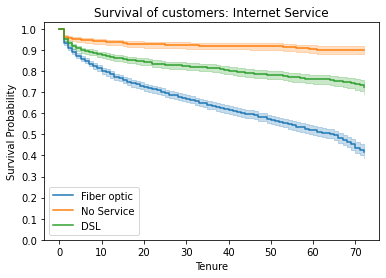 Survival of customers: Internet Service
Survival Probability
1.0
0.9
0.8
0.7
0.6
0.5
0.4
0.3
0.2
0.1
0.0
Fiber optic
No Service
DSL
0 10 20 30 40 50 60 70
Tenure